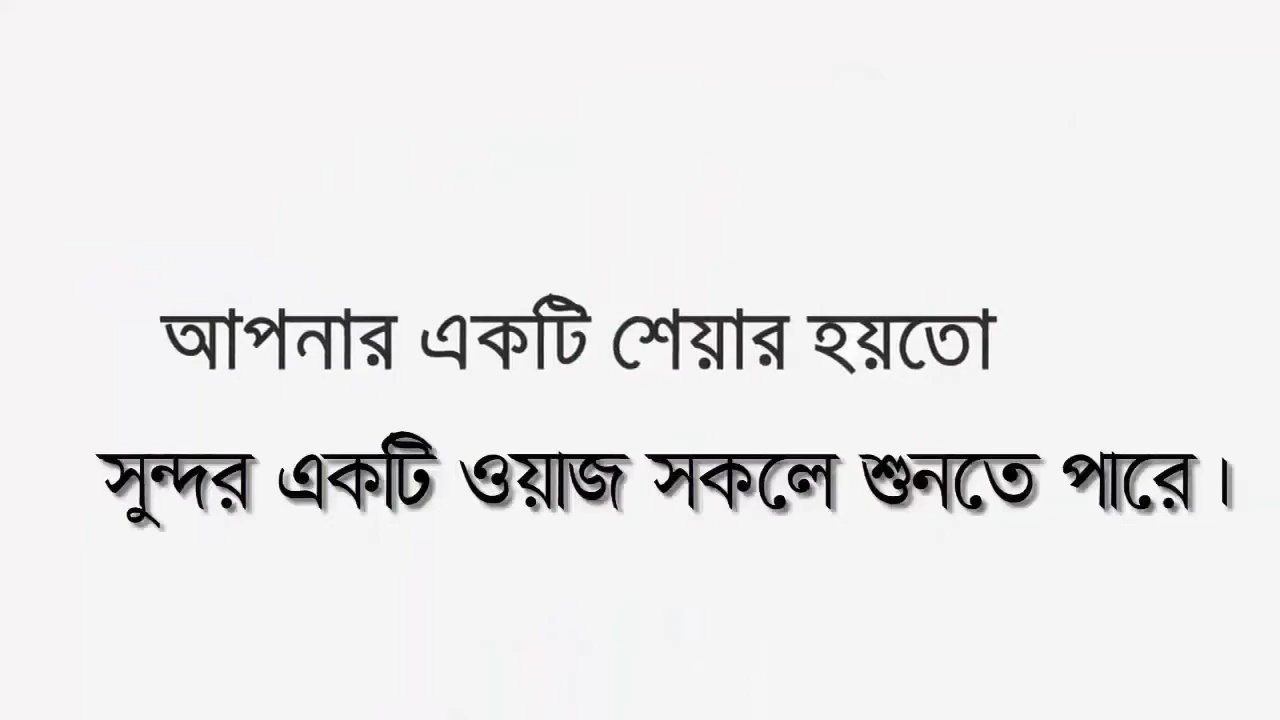 আপনার একটি শেয়ার হয়তো
সুন্দর একটি ওয়াজ সকলে শুনতে পারে।